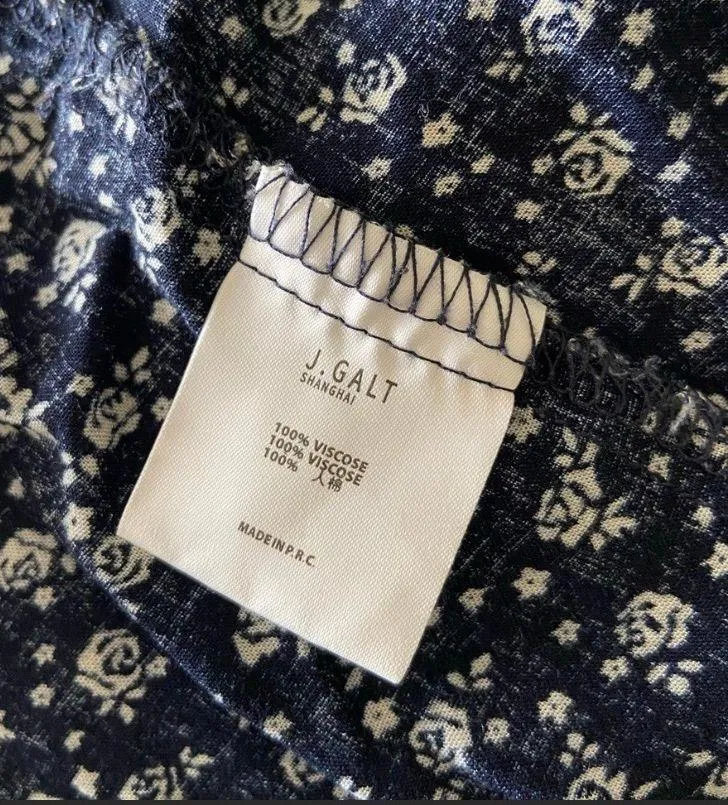 J. GALT
SHANGHAI
100% VISCOSE
100% VISCOSE
100% 人棉
MADE IN P.R.C.